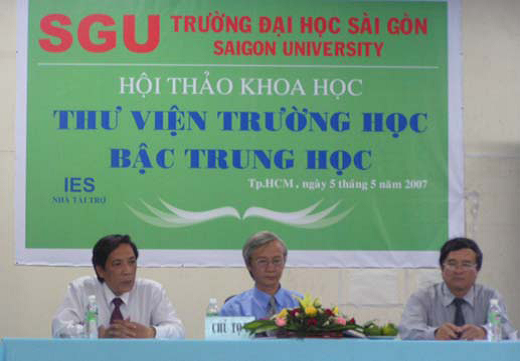 SGU TRƯỜNG ĐẠI HỌC SÀI GÒN
SAIGON UNIVERSITY
HỘI THẢO KHOA HỌC
THƯ VIỆN TRƯỜNG HỌC
BẬC TRUNG HỌC
Tp.HCM, ngày 5 tháng 5 năm 2007
IES
NHÀ TÀI TRỢ
CHỦ TỌ